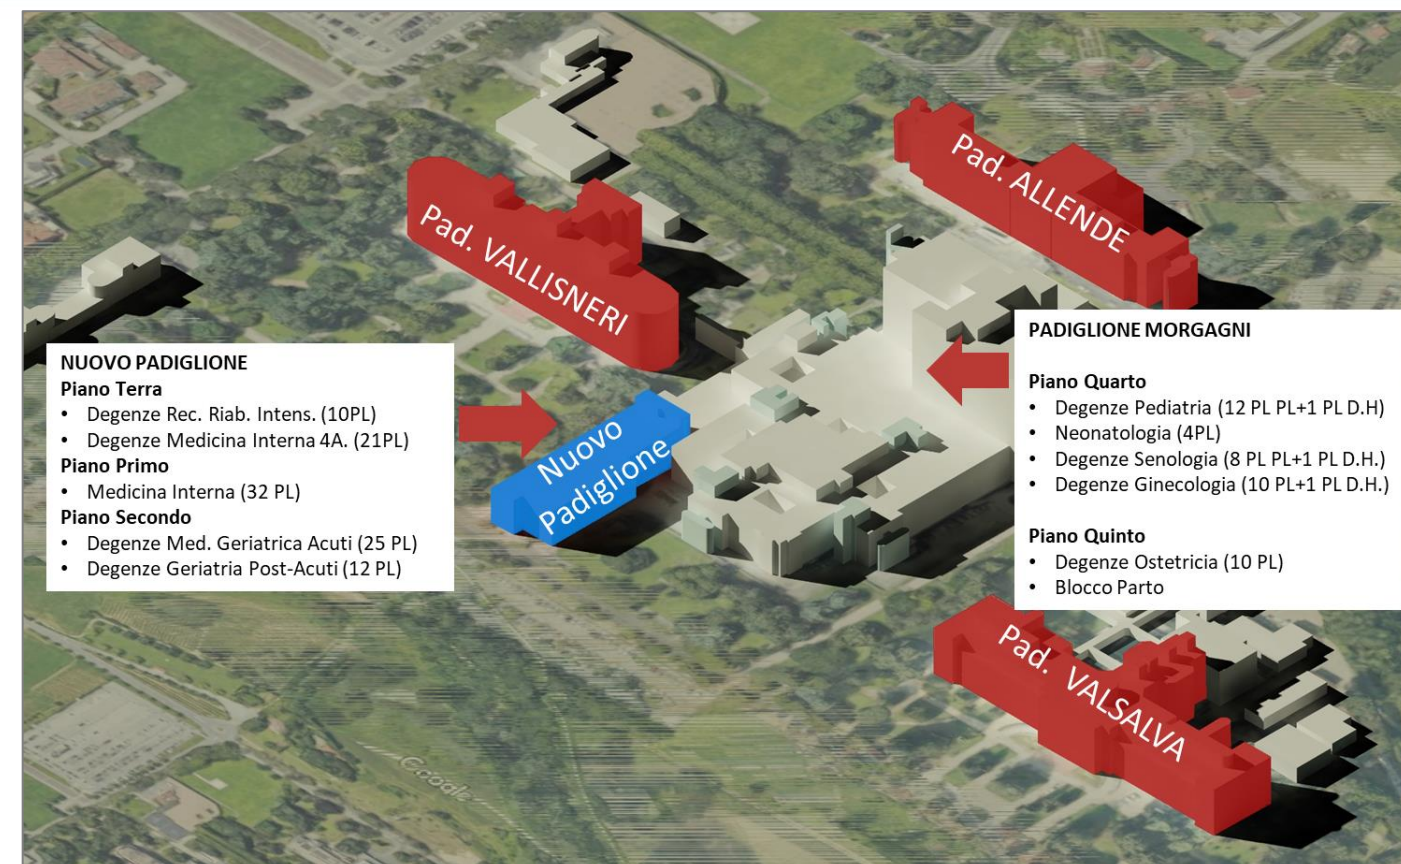 Pad. ALLENDE
Pad. VALLISNERI
NUOVO PADIGLIONE
Piano Terra
• Degenze Rec. Riab. Intens. (10PL)
• Degenze Medicina Interna 4A. (21PL)
Piano Primo
• Medicina Interna (32 PL)
Piano Secondo
• Degenze Med. Geriatrica Acuti (25 PL)
• Degenze Geriatria Post-Acuti (12 PL)
Nuovo
Padiglione
PADIGLIONE MORGAGNI
Piano Quarto
• Degenze Pediatria (12 PL PL+1 PL D.H)
• Neonatologia (4PL)
• Degenze Senologia (8 PL PL+1 PL D.H.)
• Degenze Ginecologia (10 PL+1 PL D.H.)
Piano Quinto
• Degenze Ostetricia (10 PL)
• Blocco Parto
Pad. VALSALVA
Google